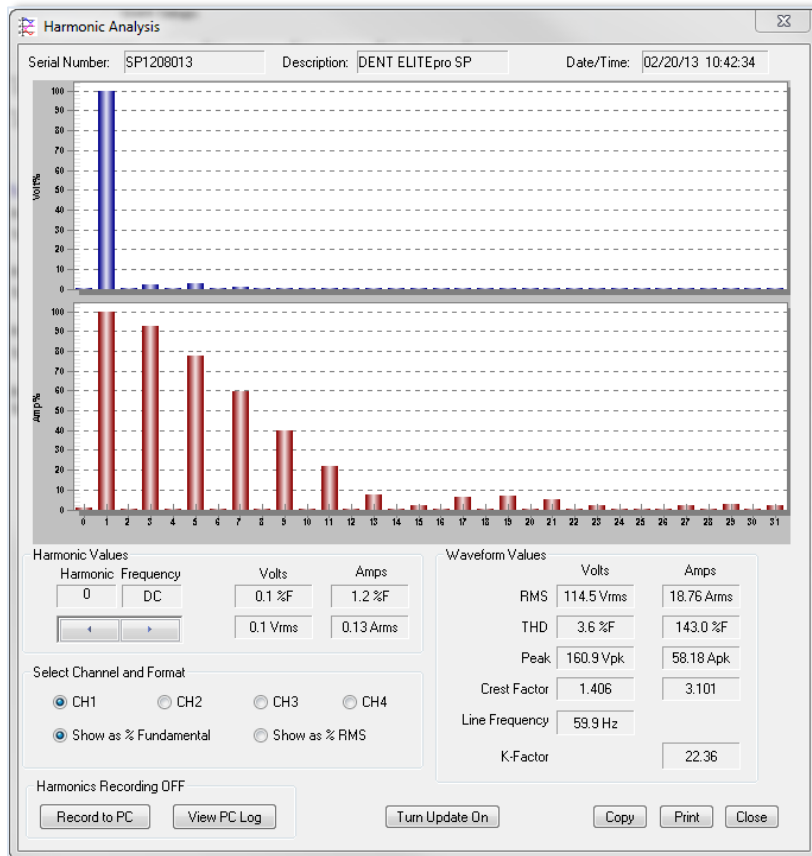 Harmonic Analysis
Serial Number: SP1208013 Description: DENT ELITEpro SP Date/Time: 02/20/13 10:42:34
100
90
80
70
60
50
40
30
20
10
0
Volt%
100
90
80
70
60
50
40
30
20
10
0
Amp%
0 1 2 3 4 5 6 7 8 9 10 11 12 13 14 15 16 17 18 19 20 21 22 23 24 25 26 27 28 29 30 31
Harmonic Values
Harmonic Frequency Volts Amps
0 DC 0.1 %F 1.2 %F
0.1 Vrms 0.13 Arms
Select Channel and Format
CH1 CH2 CH3 CH4
Show as % Fundamental Show as % RMS
Harmonics Recording OFF
Record to PC View PC Log
Waveform Values
Volts Amps
RMS 114.5 Vrms 18.76 Arms
THD 3.6 %F 143.0 %F
Peak 160.9 Vpk 58.18 Apk
Crest Factor 1.406 3.101
Line Frequency 59.9 Hz
K-Factor 22.36
Turn Update On Copy Print Close